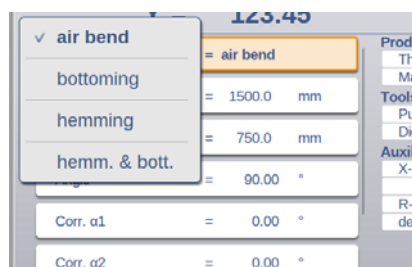 = 123.45
✓ air bend
bottoming
hemming
hemm. & bott.
= air bend
= 1500.0 mm
= 750.0 mm
= 90.00 °
Corr. α1 = 0.00 °
Corr. α2 = 0.00 °
Prod
Th
Ma
Tools
Pu
Di
Auxil
X-
R-
de